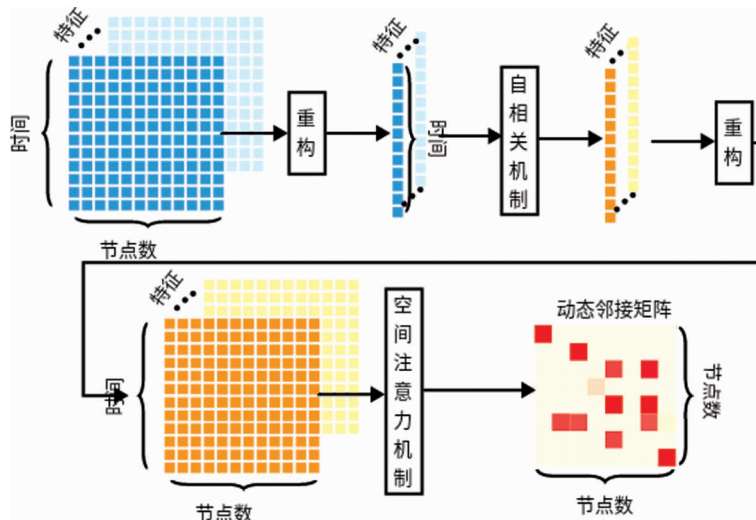 特征
时间
节点数
重构
特征
时间
自相关机制
特征
重构
特征
时间
节点数
空间注意力机制
动态邻接矩阵
节点数
节点数